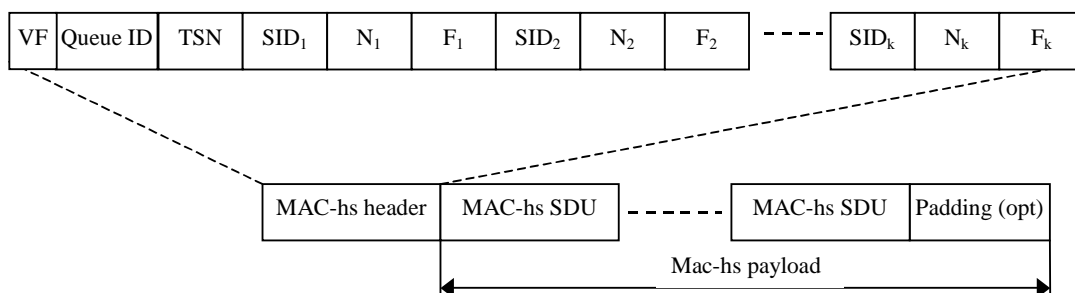 VF Queue ID TSN SID₁ N₁ F₁ SID₂ N₂ F₂ SIDₖ Nₖ Fₖ
MAC-hs header MAC-hs SDU MAC-hs SDU Padding (opt)
Mac-hs payload